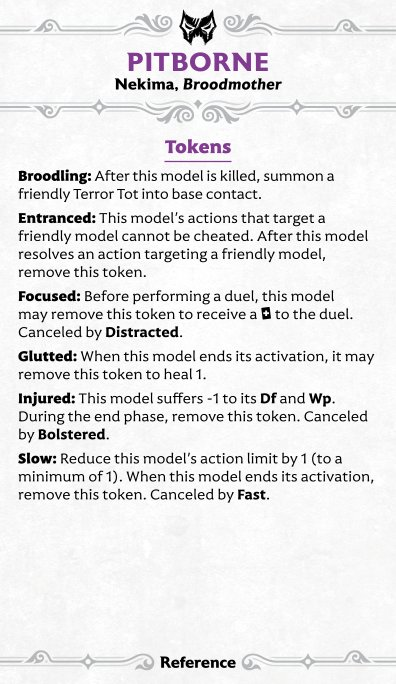 PITBORNE
Nekima, Broodmother
Tokens
Broodling: After this model is killed, summon a
friendly Terror Tot into base contact.
Entranced: This model's actions that target a
friendly model cannot be cheated. After this model
resolves an action targeting a friendly model,
remove this token.
Focused: Before performing a duel, this model
may remove this token to receive a + to the duel.
Canceled by Distracted.
Glutted: When this model ends its activation, it may
remove this token to heal 1.
Injured: This model suffers -1 to its Df and Wp.
During the end phase, remove this token. Canceled
by Bolstered.
Slow: Reduce this model's action limit by 1 (to a
minimum of 1). When this model ends its activation,
remove this token. Canceled by Fast.
Reference